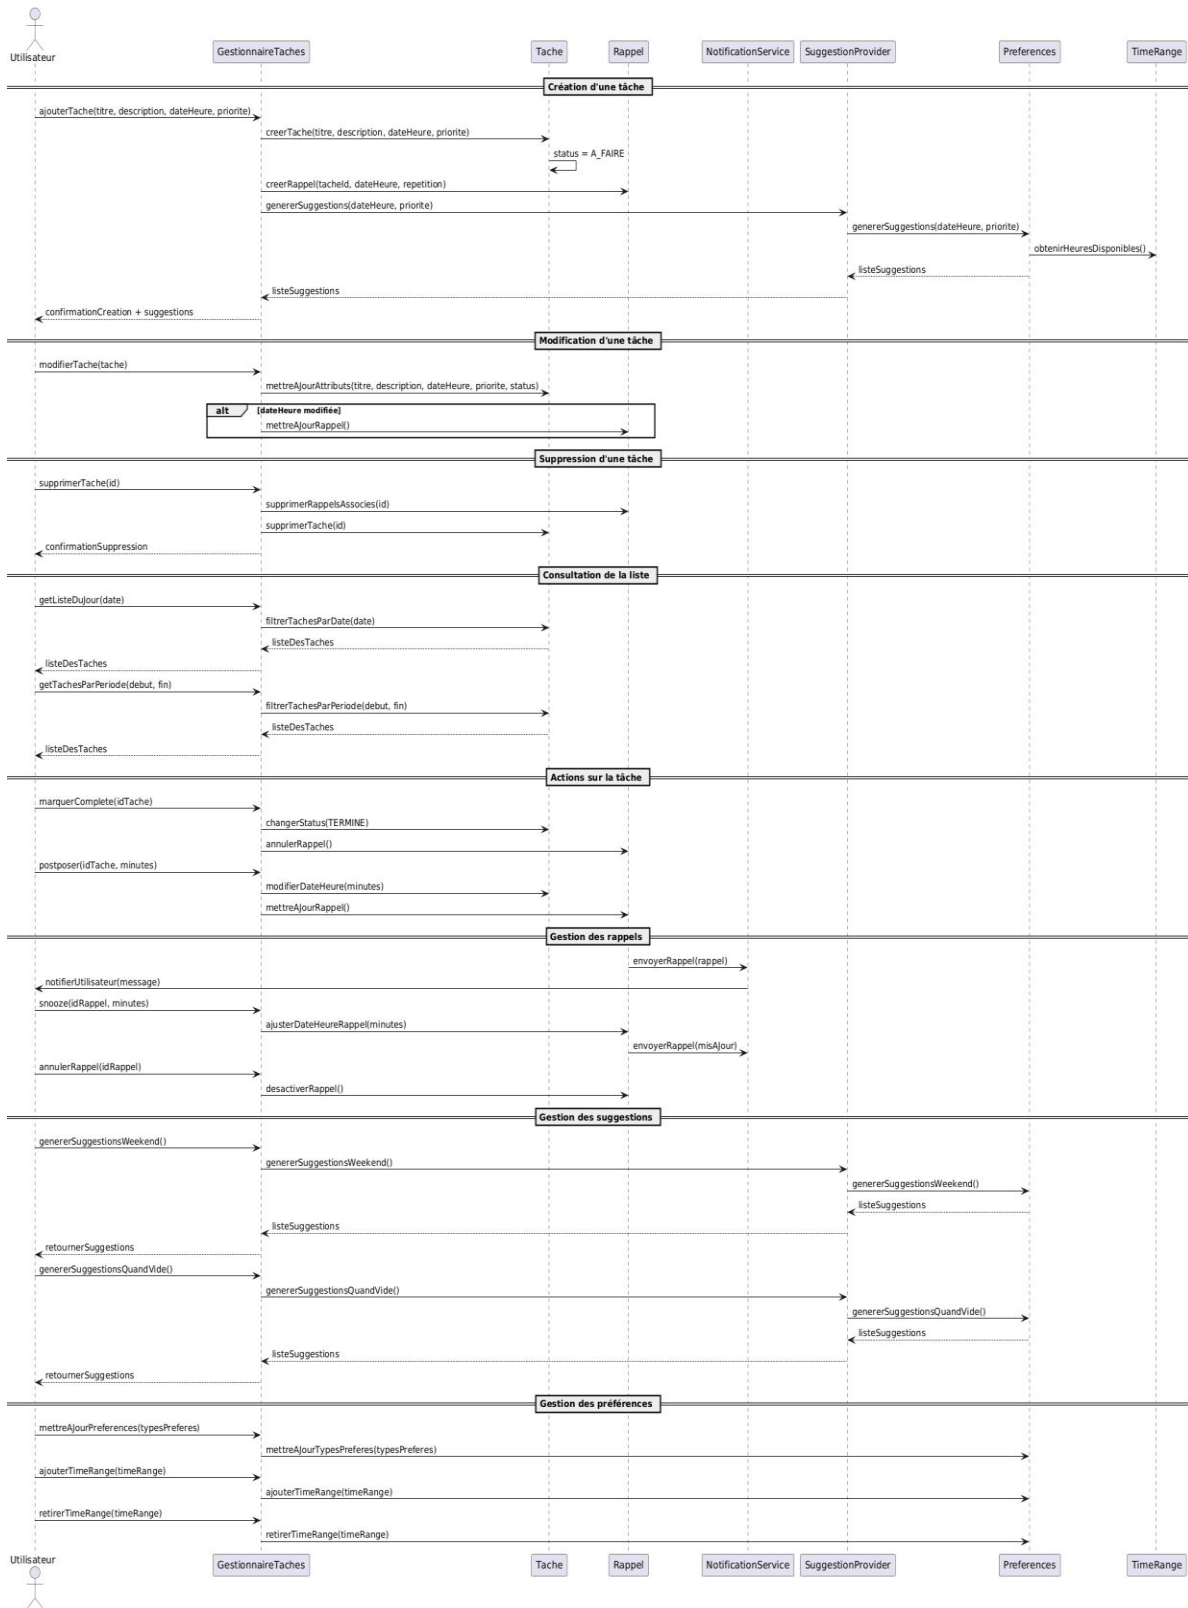 Utilisateur
GestionnaireTaches
Tache
Rappel
NotificationService
SuggestionProvider
Preferences
TimeRange
Création d'une tâche
ajouterTache(titre, description, dateHeure, priorite)
creerTache(titre, description, dateHeure, priorite)
status = A_FAIRE
creerRappel(tacheId, dateHeure, repetition)
genererSuggestions(dateHeure, priorite)
genererSuggestions(dateHeure, priorite)
obtenirHeuresDisponibles()
listeSuggestions
listeSuggestions
confirmationCreation + suggestions
Modification d'une tâche
modifierTache(tache)
mettreAJourAttributs(titre, description, dateHeure, priorite, status)
alt [dateHeure modifiée]
mettreAJourRappel()
Suppression d'une tâche
supprimerTache(id)
supprimerRappelsAssocies(id)
supprimerTache(id)
confirmationSuppression
Consultation de la liste
getListeDuJour(date)
filtrerTachesParDate(date)
listeDesTaches
listeDesTaches
getTachesParPeriode(debut, fin)
filtrerTachesParPeriode(debut, fin)
listeDesTaches
listeDesTaches
Actions sur la tâche
marquerComplete(idTache)
changerStatus(TERMINE)
annulerRappel()
postposer(idTache, minutes)
modifierDateHeure(minutes)
mettreAJourRappel()
Gestion des rappels
envoyerRappel(rappel)
notifierUtilisateur(message)
snooze(idRappel, minutes)
ajusterDateHeureRappel(minutes)
envoyerRappel(misAJour)
annulerRappel(idRappel)
desactiverRappel()
Gestion des suggestions
genererSuggestionsWeekend()
genererSuggestionsWeekend()
genererSuggestionsWeekend()
listeSuggestions
listeSuggestions
retournerSuggestions
genererSuggestionsQuandVide()
genererSuggestionsQuandVide()
genererSuggestionsQuandVide()
listeSuggestions
listeSuggestions
retournerSuggestions
Gestion des préférences
mettreAJourPreferences(typesPreferes)
mettreAJourTypesPreferes(typesPreferes)
ajouterTimeRange(timeRange)
ajouterTimeRange(timeRange)
retirerTimeRange(timeRange)
retirerTimeRange(timeRange)
Utilisateur
GestionnaireTaches
Tache
Rappel
NotificationService
SuggestionProvider
Preferences
TimeRange